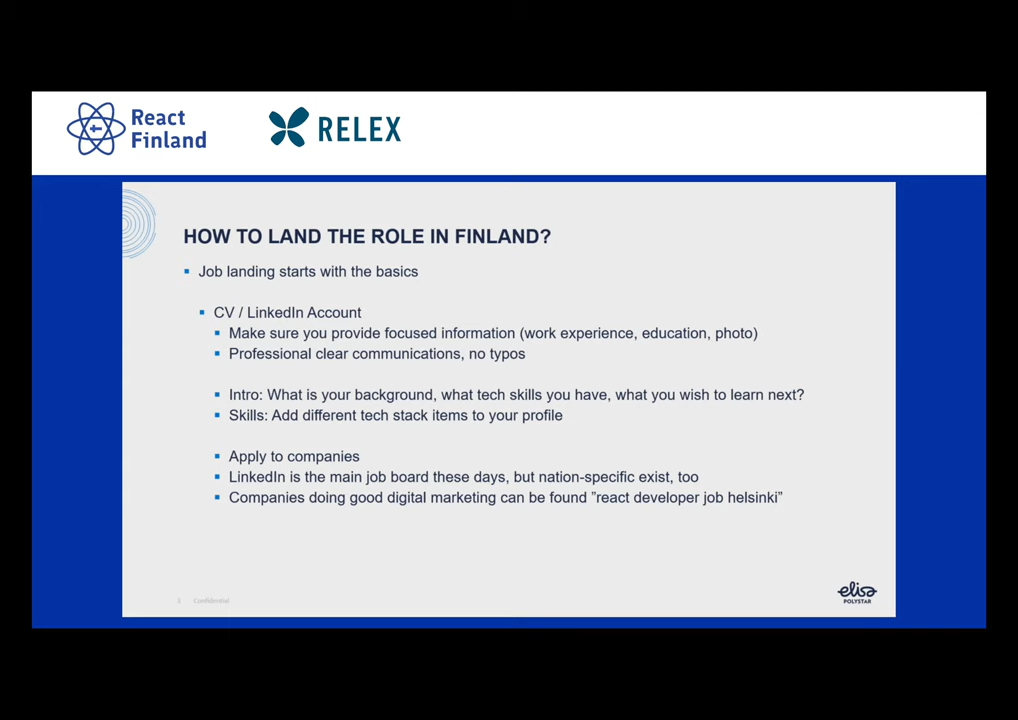 React
Finland
RELEX
HOW TO LAND THE ROLE IN FINLAND?
Job landing starts with the basics
CV / LinkedIn Account
Make sure you provide focused information (work experience, education, photo)
Professional clear communications, no typos
Intro: What is your background, what tech skills you have, what you wish to learn next?
Skills: Add different tech stack items to your profile
Apply to companies
LinkedIn is the main job board these days, but nation-specific exist, too
Companies doing good digital marketing can be found ”react developer job helsinki”
Confidential
elisa
POLYSTAR